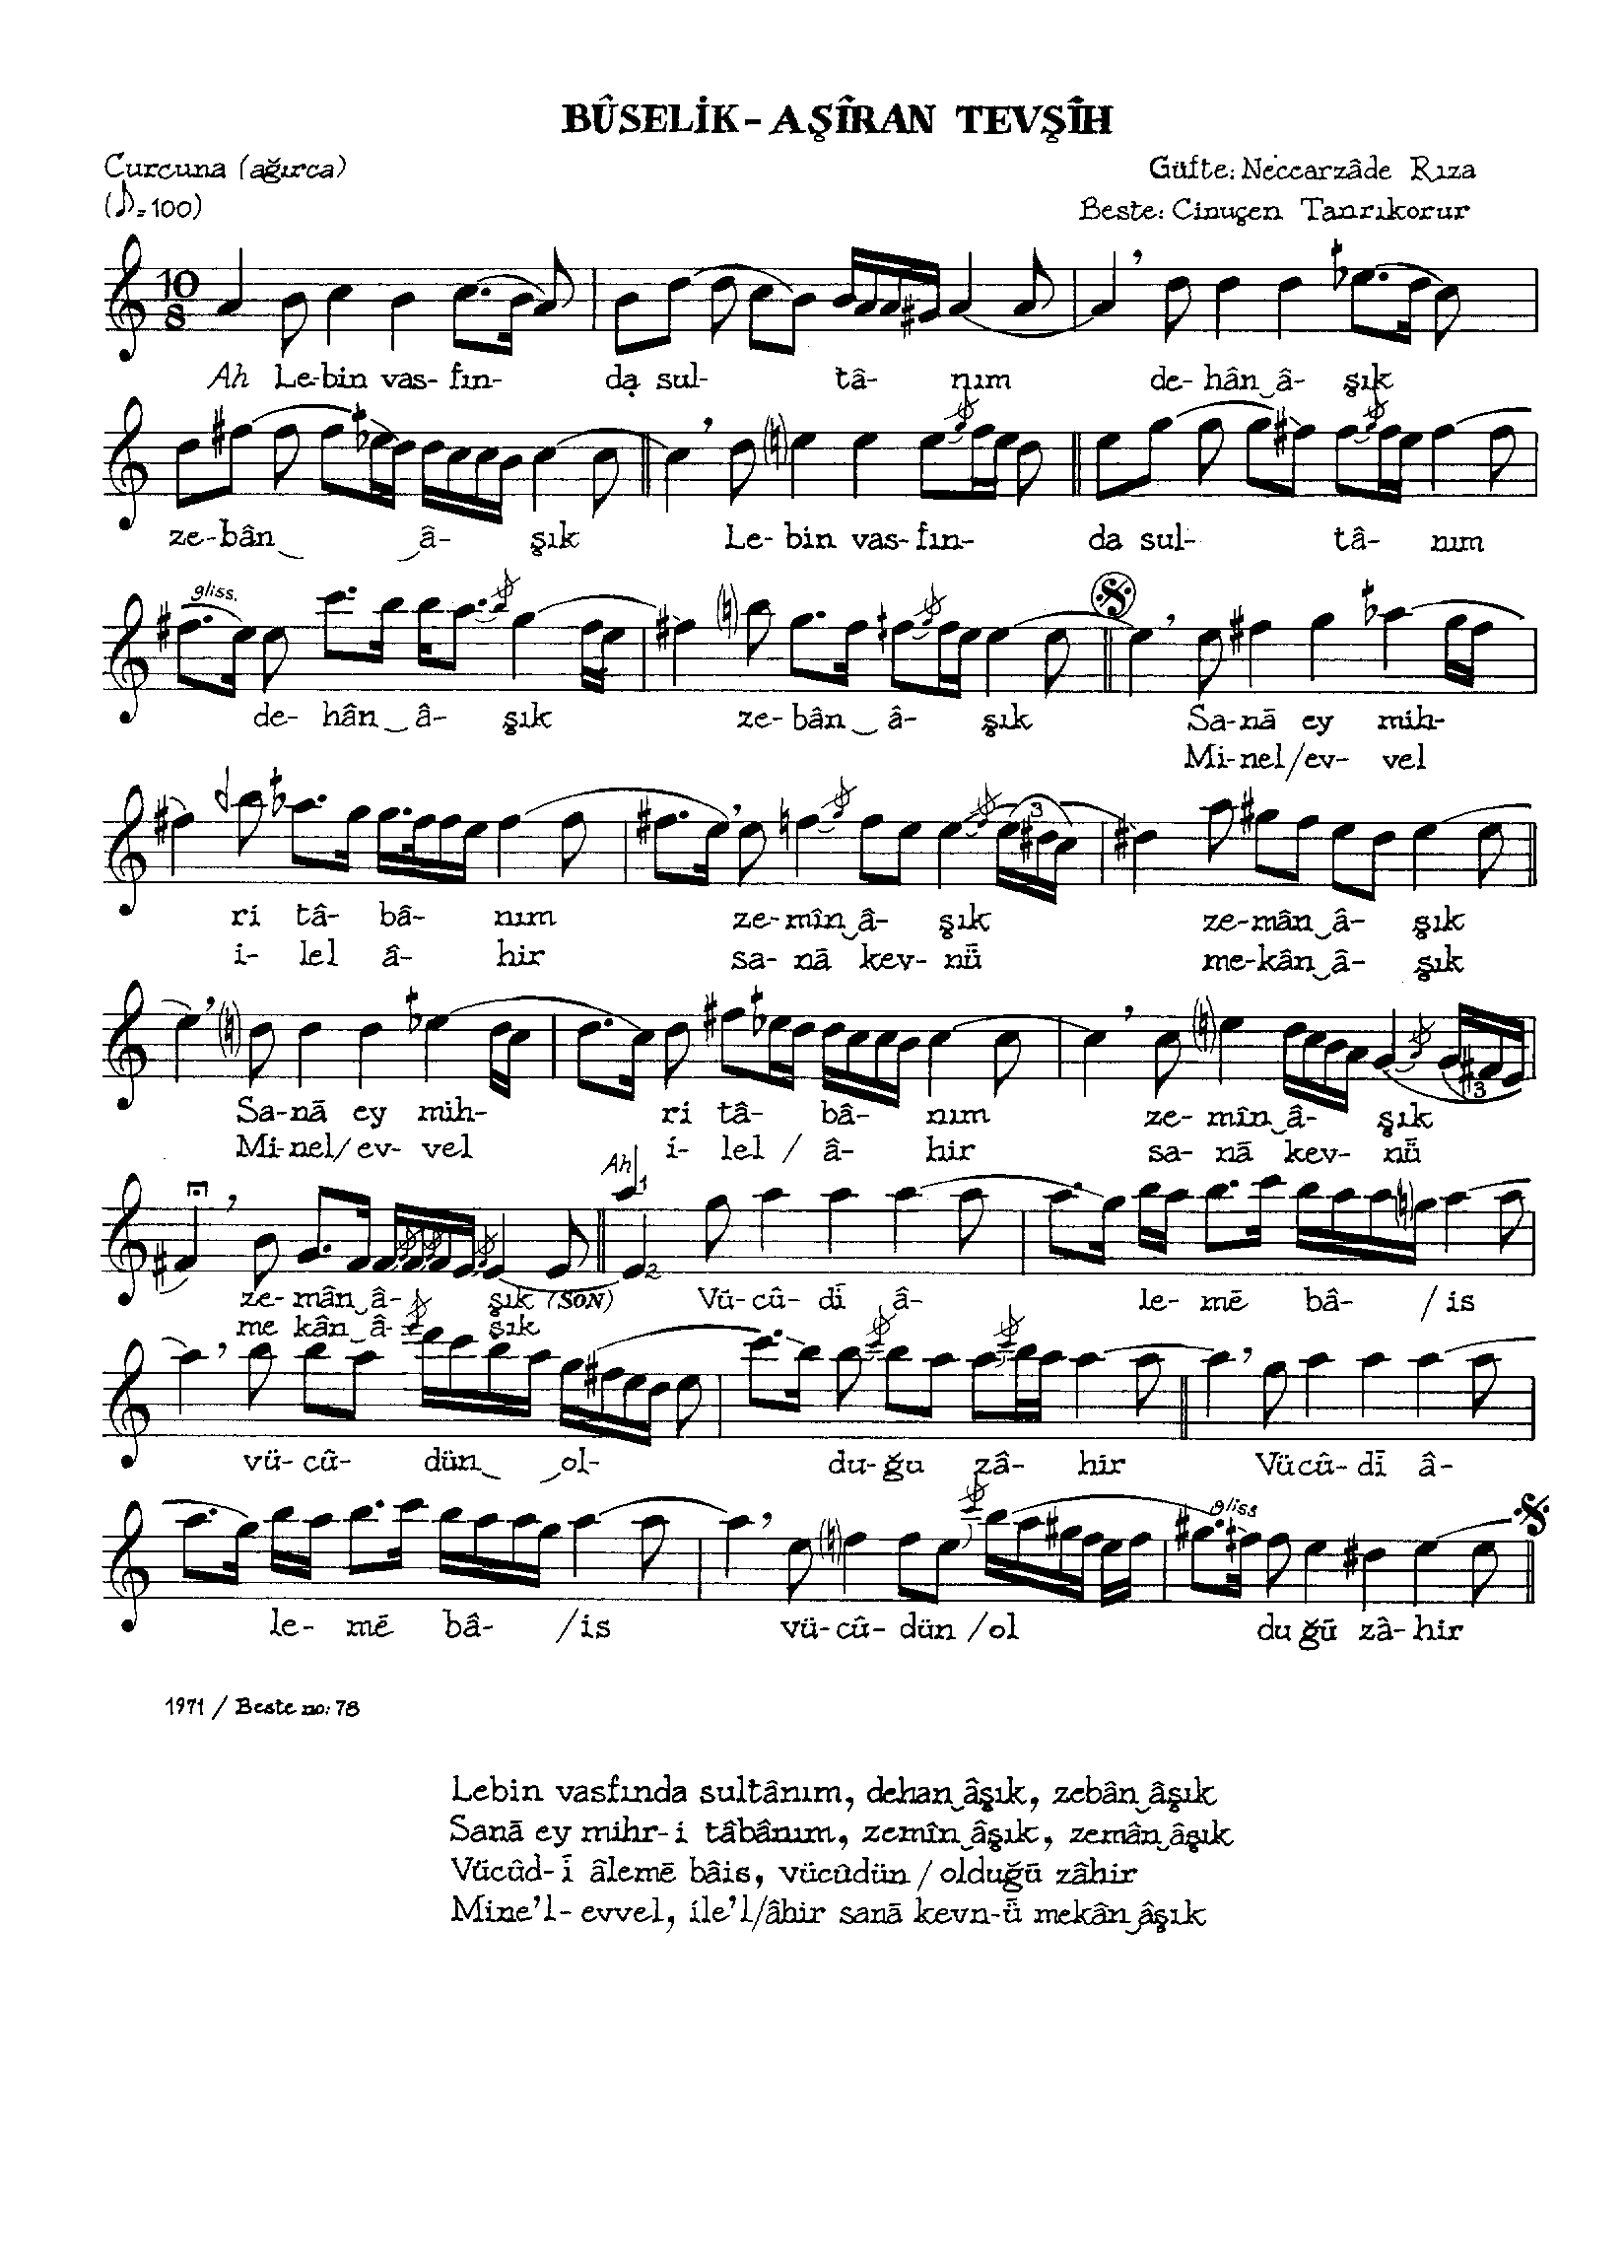 BÛSELİK-AŞÎRAN TEVŞÎH
Curcuna (ağırca)
Güfte: Neccarzâde Rıza
(♪=100)
Beste: Cinuçen Tanrıkorur
10
8
Ah Le-bin vas-fın- da sul- tâ- nım de-hân‿â- şık
ze-bân‿ â- şık Le-bin vas-fın- da sul- tâ- nım
gliss.
de-hân‿â- şık ze-bân‿â- şık Sa-nā ey mih-
Mi-nel/ev- vel
3
ri tâ- bâ- nım ze-mîn‿â- şık ze-mân‿â- şık
i- lel â- hir sa- nā kev- nǖ me-kân‿â- şık
3
Sa-nā ey mih- ri tâ- bâ- nım ze- mîn‿â- şık
Mi-nel/ev- vel i- lel / â- hir sa- nā kev- nǖ
Ah 1
2
ze-mân‿â- şık (SON) Vü-cû-dī â- le- mē bâ- /is
me kân‿â- şık
vü-cû- dün‿ ‿ol- du-ğu zâ- hir Vücû-dī â-
gliss
le- mē bâ- /is vü-cû-dün /ol du ğū zâ-hir
1971 / Beste no: 78
Lebin vasfında sultânım, dehan‿âşık, zebân‿âşık
Sanā ey mihr-i tâbânım, zemîn‿âşık, zemân‿âşık
Vücûd-ī âlemē bâis, vücûdün / olduğū zâhir
Mine'l-evvel, ile'l/âhir sanā kevn-ǖ mekân‿âşık